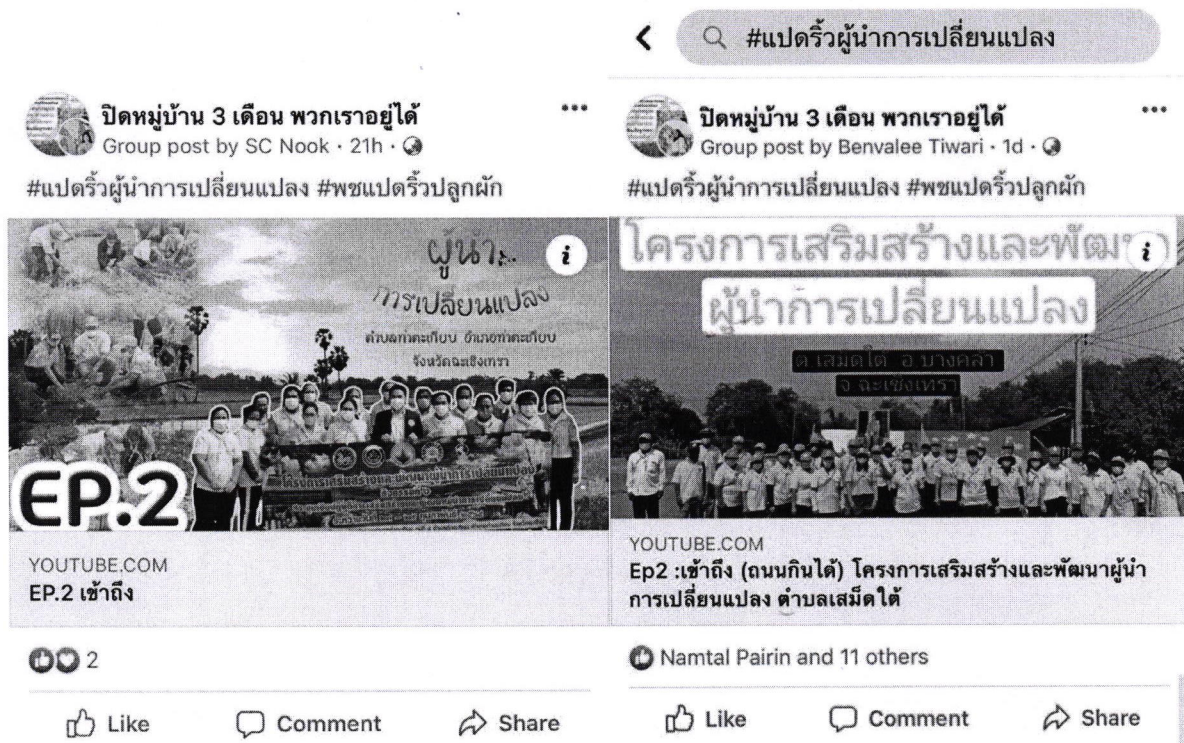 ปิดหมู่บ้าน 3 เดือน พวกเราอยู่ได้
Group post by SC Nook · 21h ·
#แปดริ้วผู้นำการเปลี่ยนแปลง #พชแปดริ้วปลูกผัก
ผู้นำ
การเปลี่ยนแปลง
ตำบลท่าตะเกียบ อำเภอท่าตะเกียบ
จังหวัดฉะเชิงเทรา
EP.2
YOUTUBE.COM
EP.2 เข้าถึง
2
Like Comment Share
#แปดริ้วผู้นำการเปลี่ยนแปลง
ปิดหมู่บ้าน 3 เดือน พวกเราอยู่ได้
Group post by Benvalee Tiwari · 1d ·
#แปดริ้วผู้นำการเปลี่ยนแปลง #พชแปดริ้วปลูกผัก
โครงการเสริมสร้างและพัฒนา
ผู้นำการเปลี่ยนแปลง
ต เสม็ดใต้ อ บางคล้า
จ ฉะเชิงเทรา
YOUTUBE.COM
Ep2 :เข้าถึง (ถนนกินได้) โครงการเสริมสร้างและพัฒนาผู้นำ
การเปลี่ยนแปลง ตำบลเสม็ดใต้
Namtal Pairin and 11 others
Like Comment Share